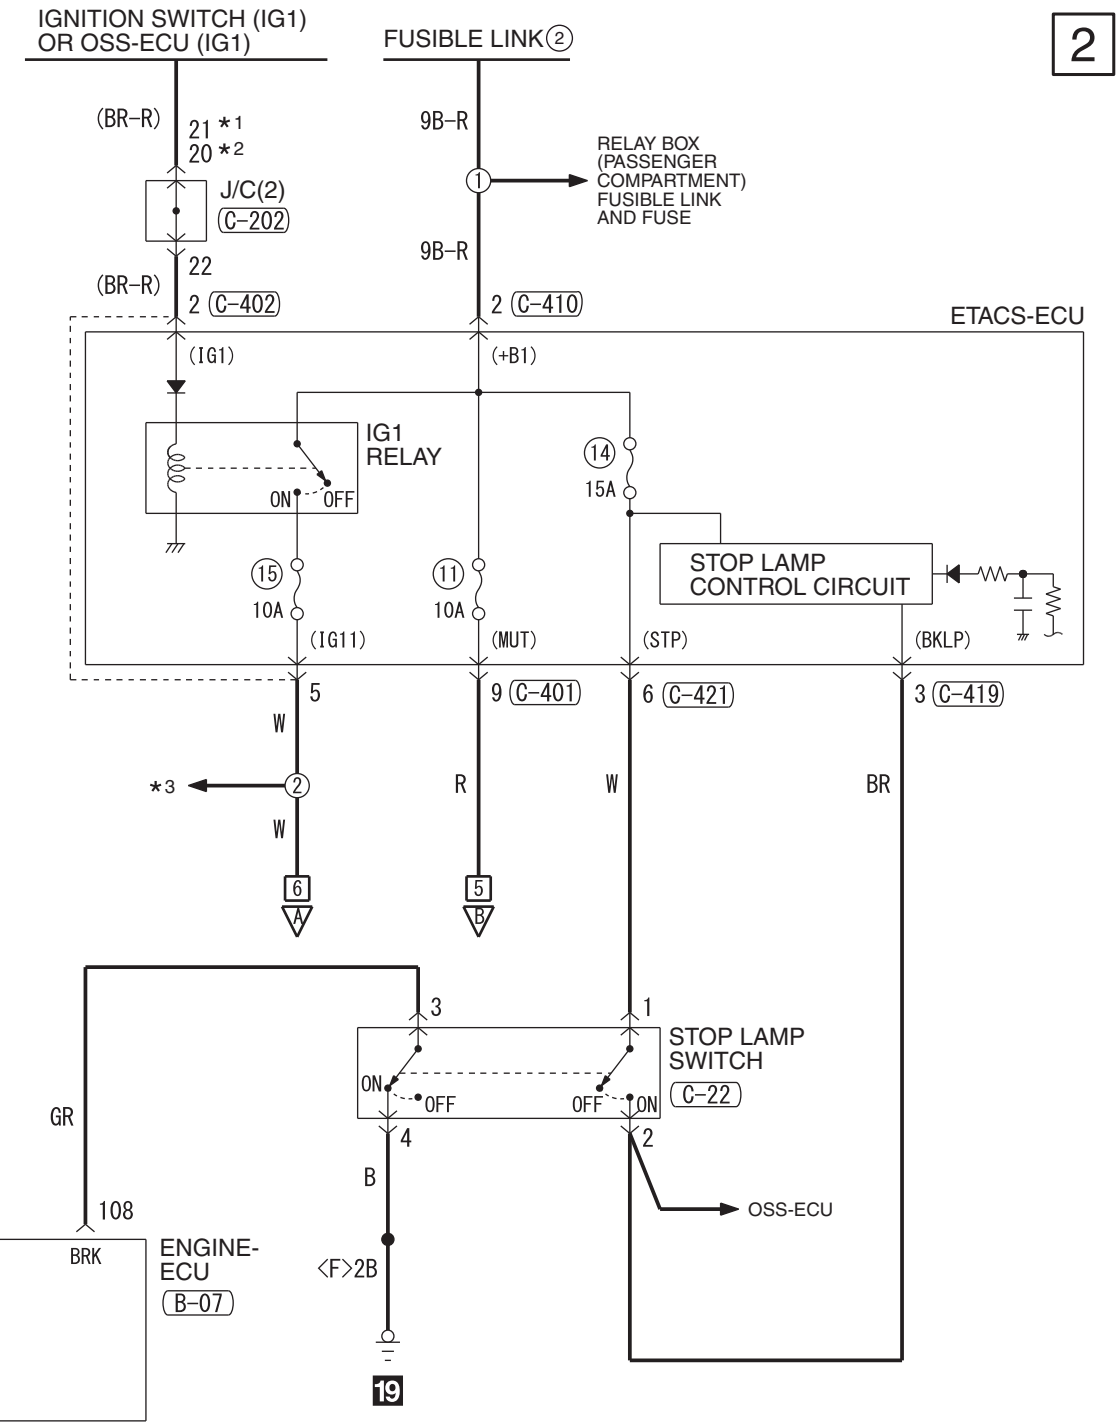 IGNITION SWITCH (IG1)
OR OSS-ECU (IG1)
FUSIBLE LINK ②
2
(BR-R)
21 *1
20 *2
9B-R
J/C(2)
C-202
1
RELAY BOX
(PASSENGER
COMPARTMENT)
FUSIBLE LINK
AND FUSE
22
(BR-R)
9B-R
2 C-402
2 C-410
ETACS-ECU
(IG1)
(+B1)
IG1
RELAY
ON
OFF
14
15A
STOP LAMP
CONTROL CIRCUIT
15
10A
11
10A
(IG11)
(MUT)
(STP)
(BKLP)
5
9 C-401
6 C-421
3 C-419
W
*3
2
R
W
BR
W
6
A
5
B
3
1
STOP LAMP
SWITCH
C-22
ON
OFF
OFF
ON
4
2
GR
B
108
OSS-ECU
BRK
ENGINE-
ECU
B-07
<F>2B
19